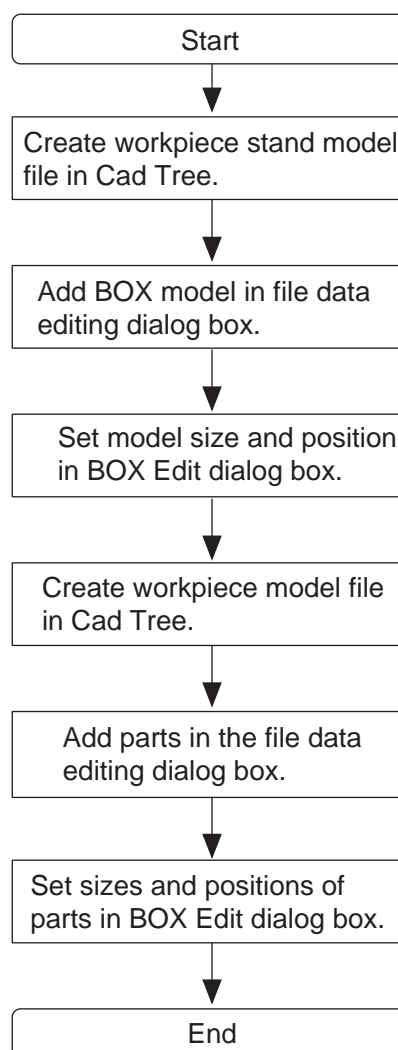 Start
Create workpiece stand model
file in Cad Tree.
Add BOX model in file data
editing dialog box.
Set model size and position
in BOX Edit dialog box.
Create workpiece model file
in Cad Tree.
Add parts in the file data
editing dialog box.
Set sizes and positions of
parts in BOX Edit dialog box.
End